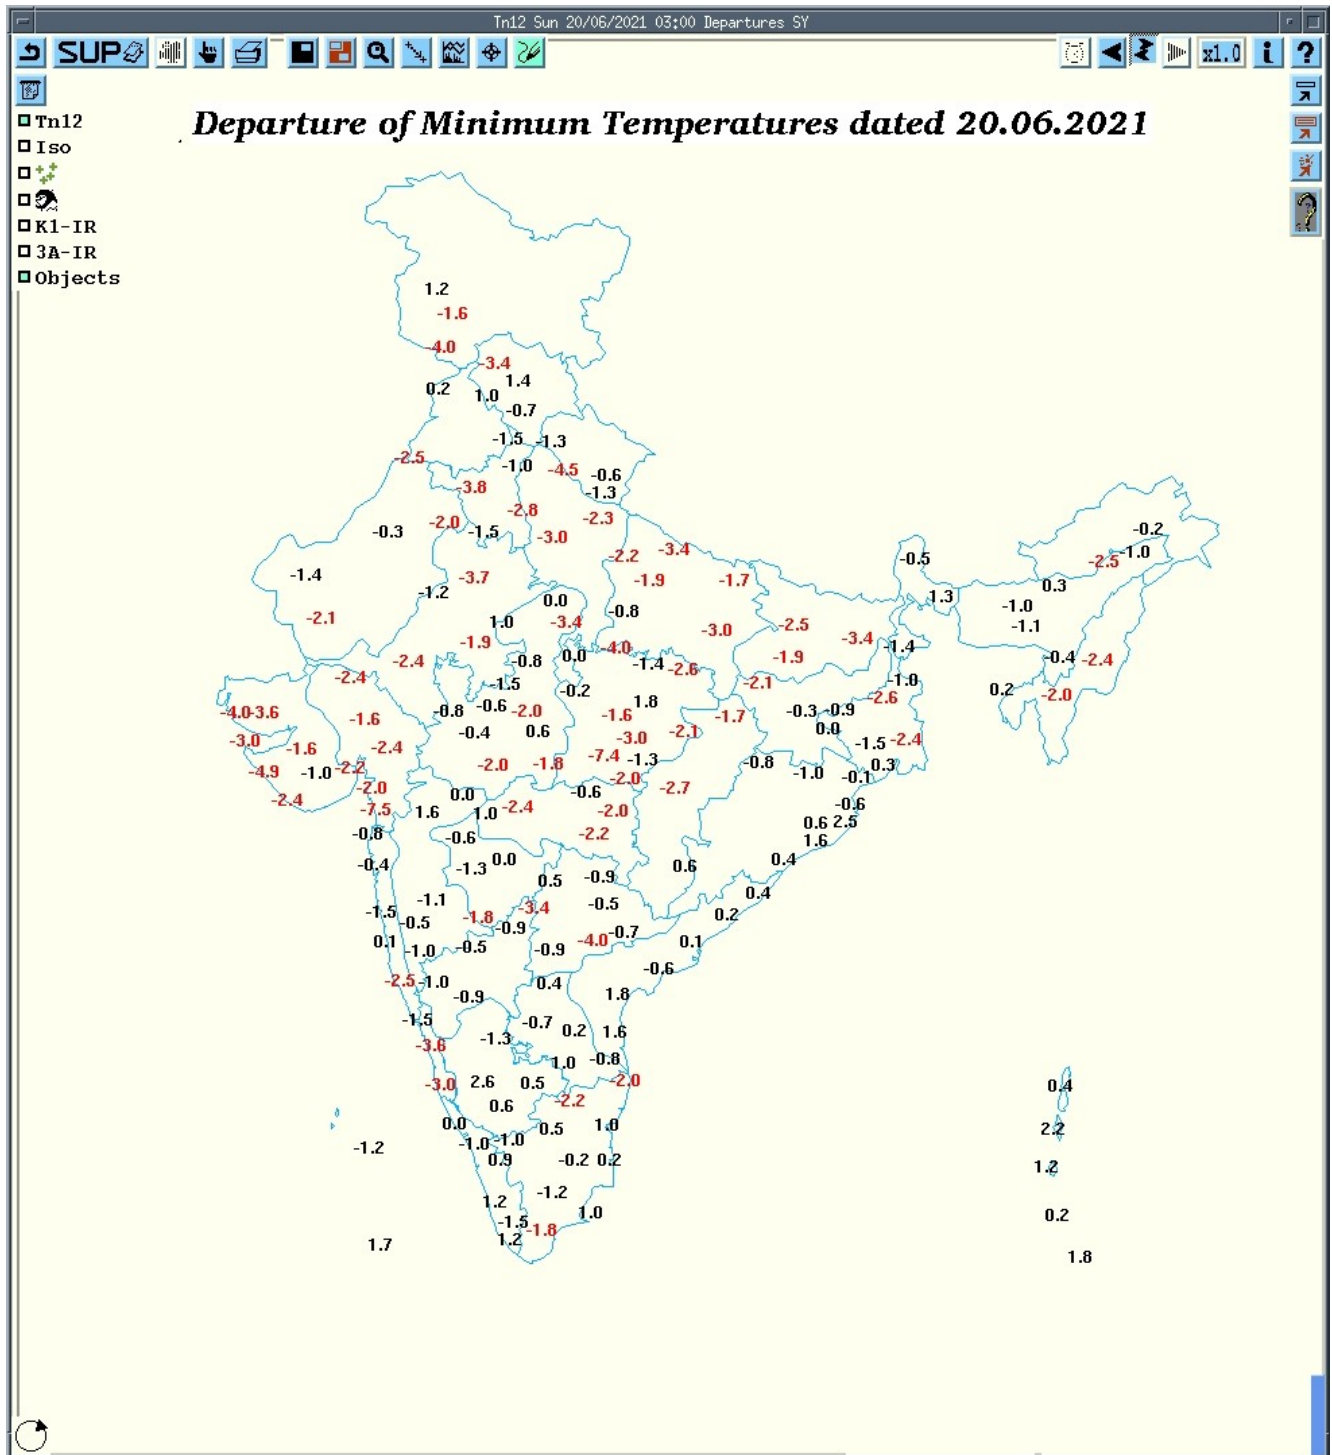 Tn12 Sun 20/06/2021 03:00 Departures SY
SUP
x1.0
i
?
Departure of Minimum Temperatures dated 20.06.2021
Tn12
Iso
K1-IR
3A-IR
Objects
1.2
-1.6
-4.0
-3.4
1.4
0.2 1.0
-0.7
-1.5 -1.3
-2.5 -1.0 -4.5 -0.6
-3.8 -1.3
-2.8
-0.3 -2.0 -1.5 -2.3 -0.2
-3.0
-2.2 -3.4 -0.5 -2.5 -1.0
-1.4 -3.7 -1.9 -1.7 0.3
-1.2 0.0 -0.8 1.3 -1.0
-2.1 1.0 -3.4 -3.0 -2.5 -1.1
-1.9 -4.0 -3.4 -1.4
-2.4 -0.8 0.0 -1.4 -2.6 -1.9 -0.4 -2.4
-2.4 -1.5 -0.2 -2.1 -1.0 0.2 -2.0
-4.0 -3.6 -1.6 -0.8 -0.6 -2.0 -1.6 1.8 -1.7 -0.3 -0.9 -2.6
-3.0 -1.6 -2.4 -0.4 0.6 -3.0 -2.1 0.0 -1.5 -2.4
-4.9 -1.0 -2.2 -2.0 -1.8 -7.4 -1.3 -0.8 -1.0 -0.1 0.3
-2.4 -2.0 0.0 -0.6 -2.0 -2.7
-7.5 1.6 1.0 -2.4 -2.0 -0.6
-0.8 -0.6 -2.2 0.6 2.5
1.6
-0.4 -1.3 0.0 0.6 0.4
0.5 -0.9
-1.1 -0.5 0.4
-1.5 -0.5 -1.8 -3.4 0.2
-0.9 -0.7
0.1 -1.0 -0.5 -0.9 -4.0 0.1
-2.5 -1.0 0.4 -0.6
-0.9 1.8
-1.5 -0.7 0.2 1.6
-3.6 -1.3
1.0 -0.8
-3.0 2.6 0.5 -2.0 0.4
0.6 -2.2
0.0 0.5 1.0 2.2
-1.2 -1.0 -1.0
0.9 -0.2 0.2 1.2
1.2 -1.2
-1.5 -1.8 1.0 0.2
1.7 1.2
1.8